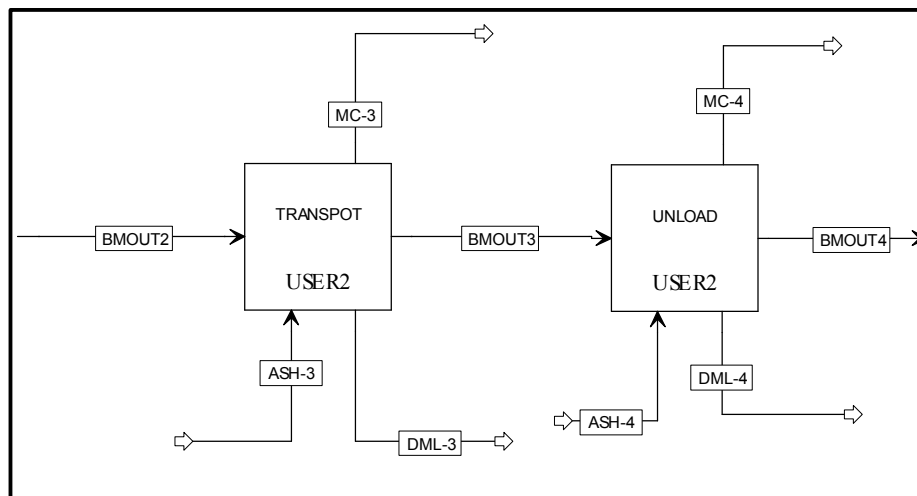 MC-3
MC-4
TRANSPOT
UNLOAD
BMOUT2
BMOUT3
BMOUT4
USER2
USER2
ASH-3
DML-4
ASH-4
DML-3